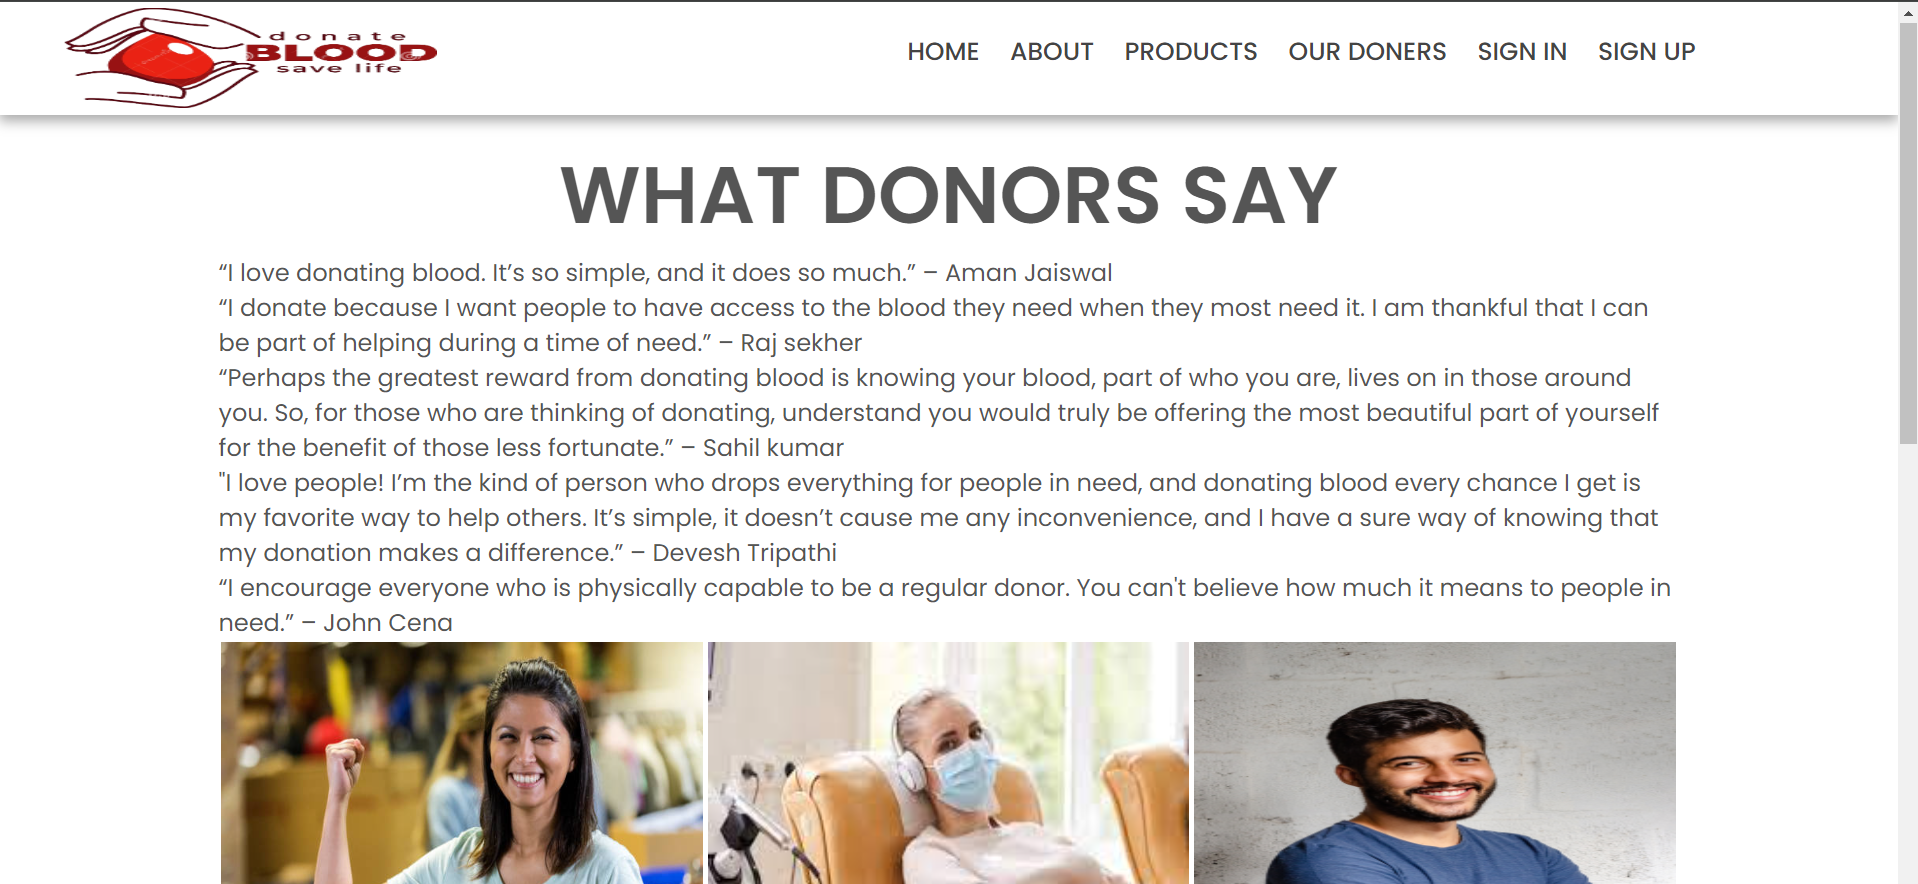 donate
BLOOD
save life
HOME ABOUT PRODUCTS OUR DONERS SIGN IN SIGN UP
WHAT DONORS SAY
“I love donating blood. It’s so simple, and it does so much.” – Aman Jaiswal
“I donate because I want people to have access to the blood they need when they most need it. I am thankful that I can
be part of helping during a time of need.” – Raj sekher
“Perhaps the greatest reward from donating blood is knowing your blood, part of who you are, lives on in those around
you. So, for those who are thinking of donating, understand you would truly be offering the most beautiful part of yourself
for the benefit of those less fortunate.” – Sahil kumar
"I love people! I’m the kind of person who drops everything for people in need, and donating blood every chance I get is
my favorite way to help others. It’s simple, it doesn’t cause me any inconvenience, and I have a sure way of knowing that
my donation makes a difference.” – Devesh Tripathi
“I encourage everyone who is physically capable to be a regular donor. You can't believe how much it means to people in
need.” – John Cena